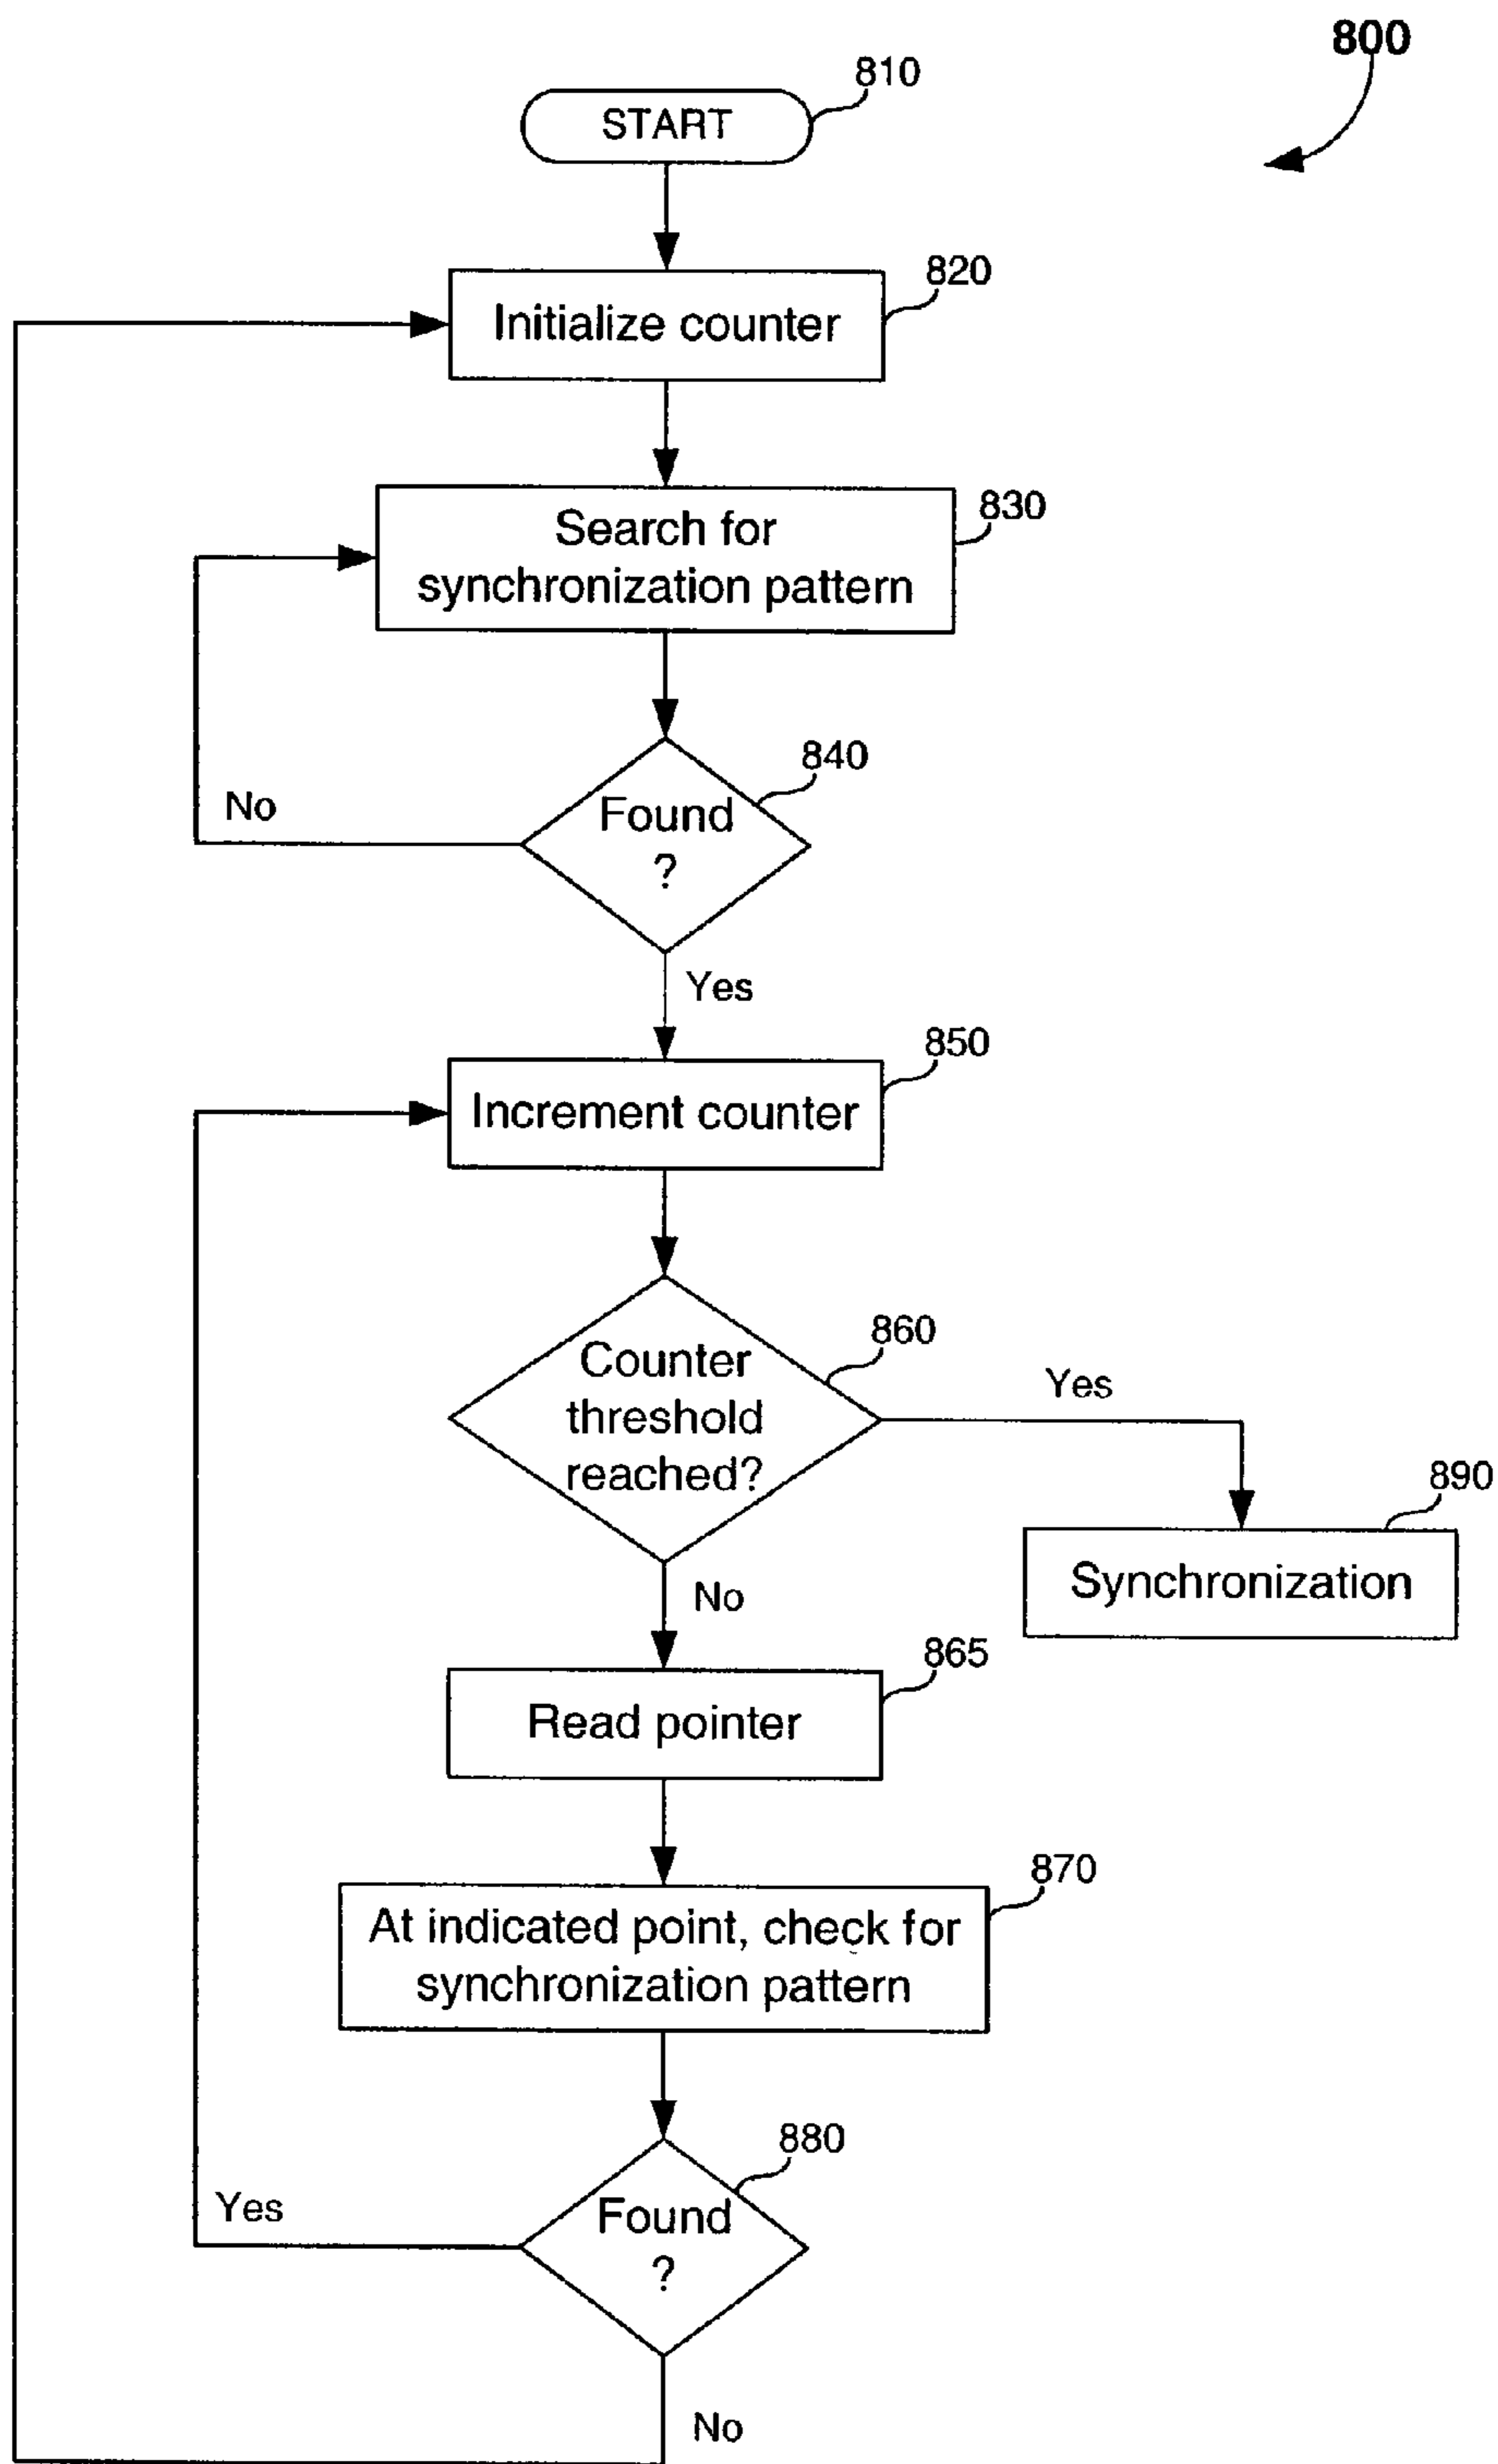 800
810
START
820
Initialize counter
830
Search for
synchronization pattern
840
Found
?
No
Yes
850
Increment counter
860
Counter
threshold
reached?
Yes
890
Synchronization
No
865
Read pointer
870
At indicated point, check for
synchronization pattern
880
Found
?
Yes
No